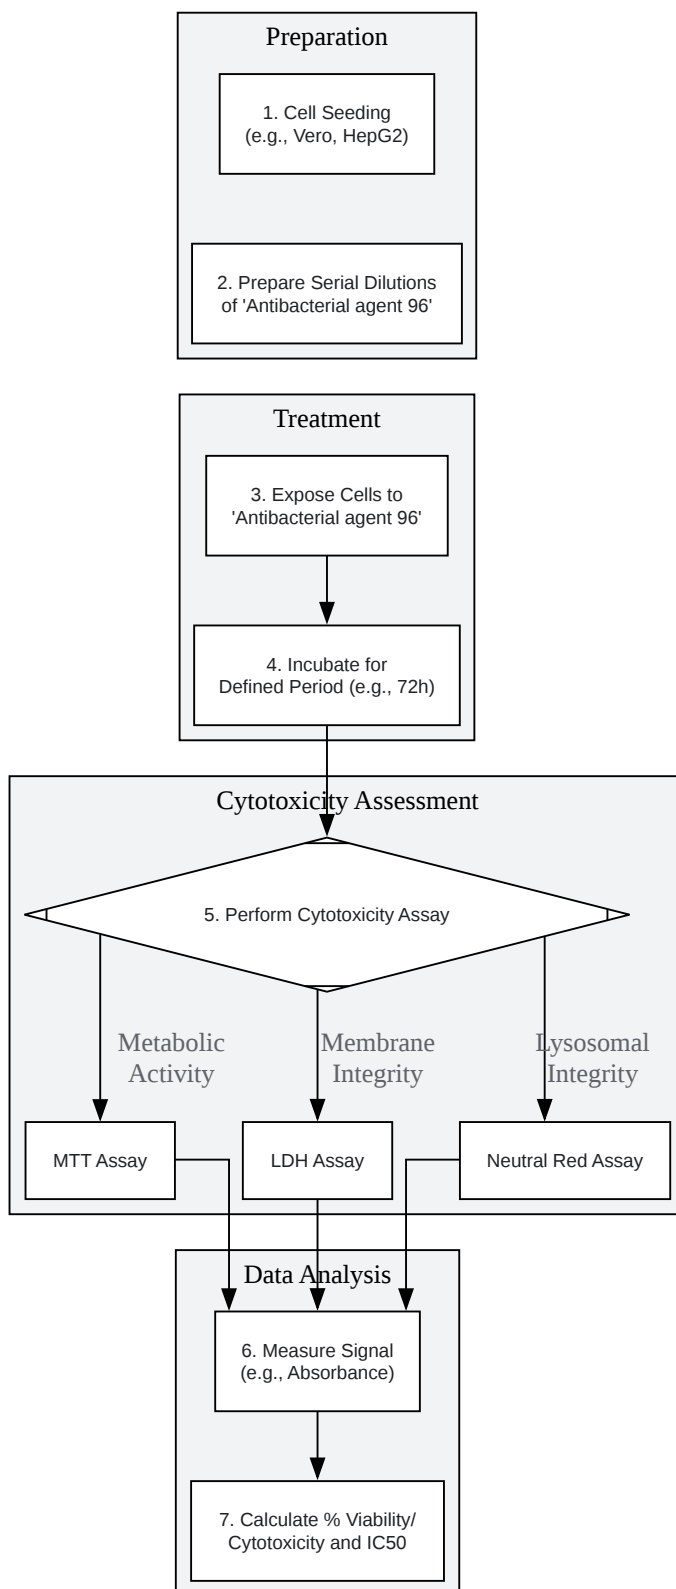 Preparation
1. Cell Seeding
(e.g., Vero, HepG2)
2. Prepare Serial Dilutions
of 'Antibacterial agent 96'
Treatment
3. Expose Cells to
'Antibacterial agent 96'
4. Incubate for
Defined Period (e.g., 72h)
Cytotoxicity Assessment
5. Perform Cytotoxicity Assay
Metabolic
Activity
Membrane
Integrity
Lysosomal
Integrity
MTT Assay
LDH Assay
Neutral Red Assay
Data Analysis
6. Measure Signal
(e.g., Absorbance)
7. Calculate % Viability/
Cytotoxicity and IC50